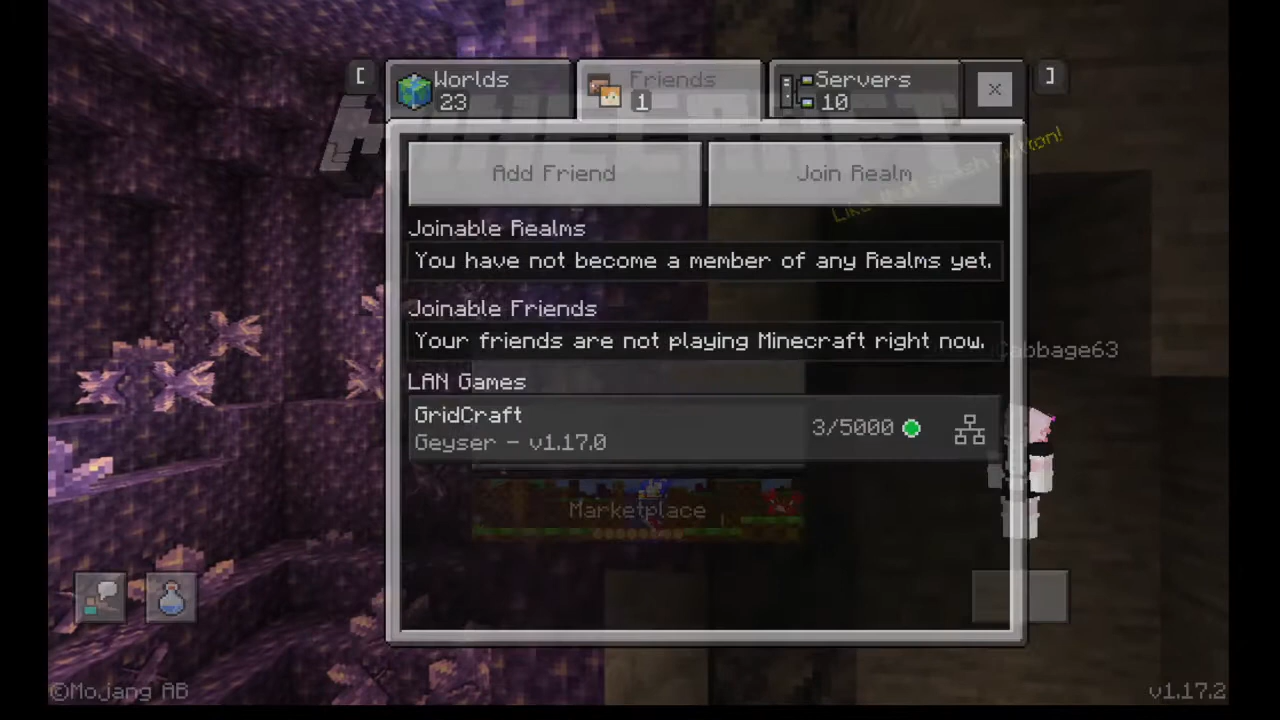 [
Worlds
23
Friends
1
Servers
10
]
MINECRAFT
Add Friend
Join Realm
Joinable Realms
You have not become a member of any Realms yet.
Joinable Friends
Your friends are not playing Minecraft right now.
Cabbage63
LAN Games
GridCraft
Geyser - v1.17.0
3/5000
Marketplace
©Mojang AB
v1.17.2